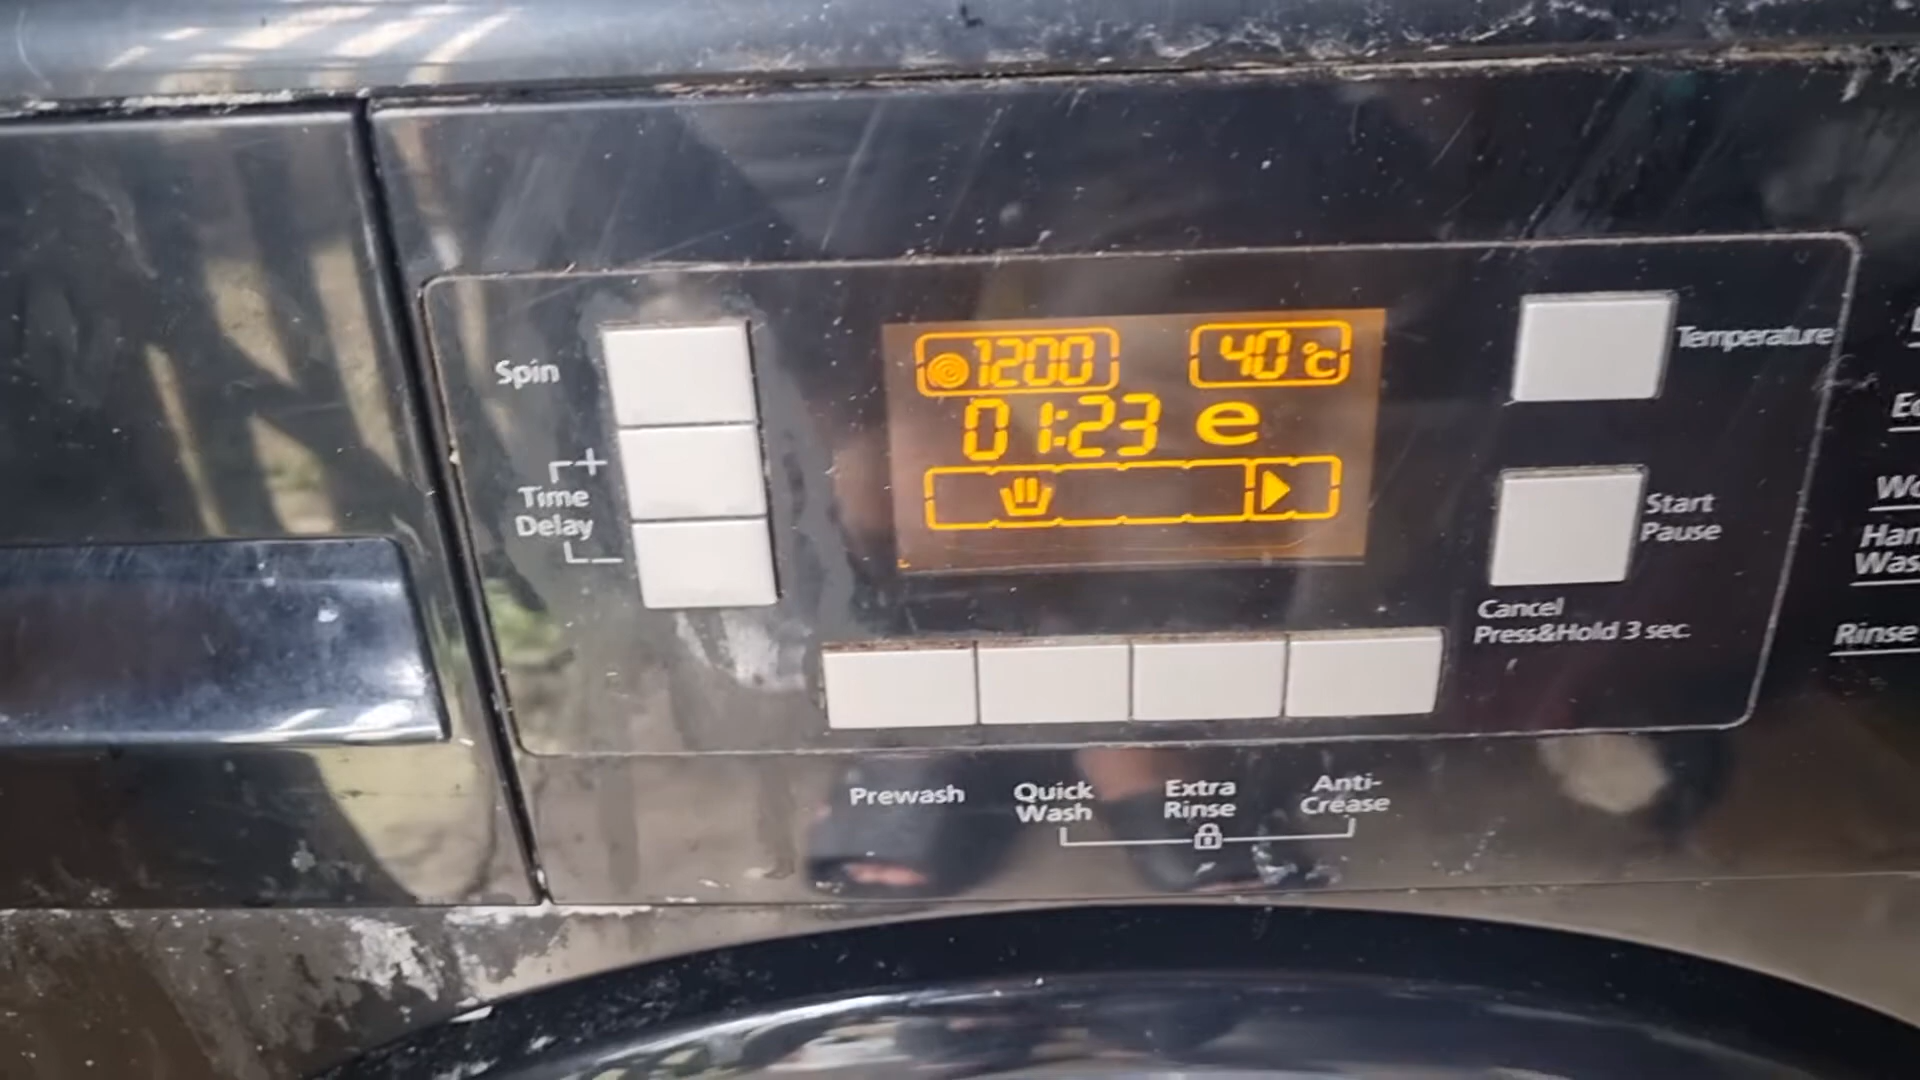 Spin
+
Time
Delay
-
1200
40 °C
01:23 e
Temperature
Start
Pause
Cancel
Press&Hold 3 sec.
Prewash
Quick
Wash
Extra
Rinse
Anti-
Crease
Rinse